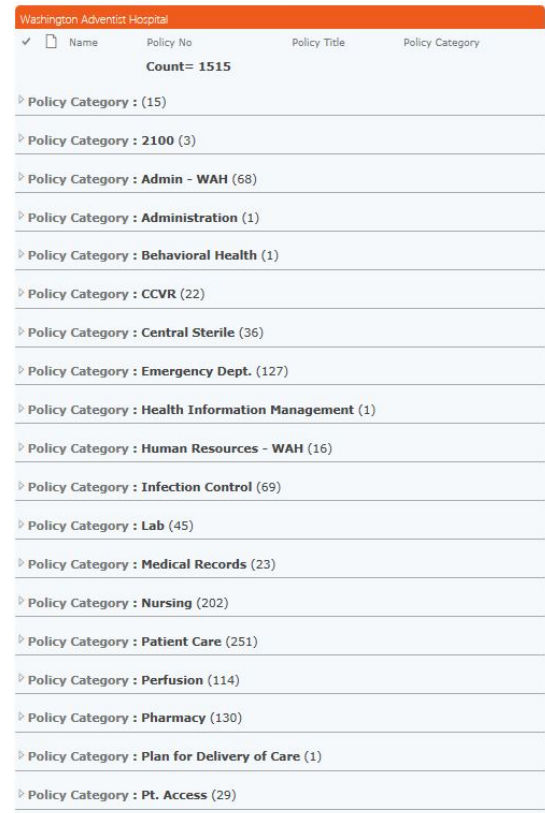 Washington Adventist Hospital
Name Policy No Policy Title Policy Category
Count= 1515
Policy Category : (15)
Policy Category : 2100 (3)
Policy Category : Admin - WAH (68)
Policy Category : Administration (1)
Policy Category : Behavioral Health (1)
Policy Category : CCVR (22)
Policy Category : Central Sterile (36)
Policy Category : Emergency Dept. (127)
Policy Category : Health Information Management (1)
Policy Category : Human Resources - WAH (16)
Policy Category : Infection Control (69)
Policy Category : Lab (45)
Policy Category : Medical Records (23)
Policy Category : Nursing (202)
Policy Category : Patient Care (251)
Policy Category : Perfusion (114)
Policy Category : Pharmacy (130)
Policy Category : Plan for Delivery of Care (1)
Policy Category : Pt. Access (29)